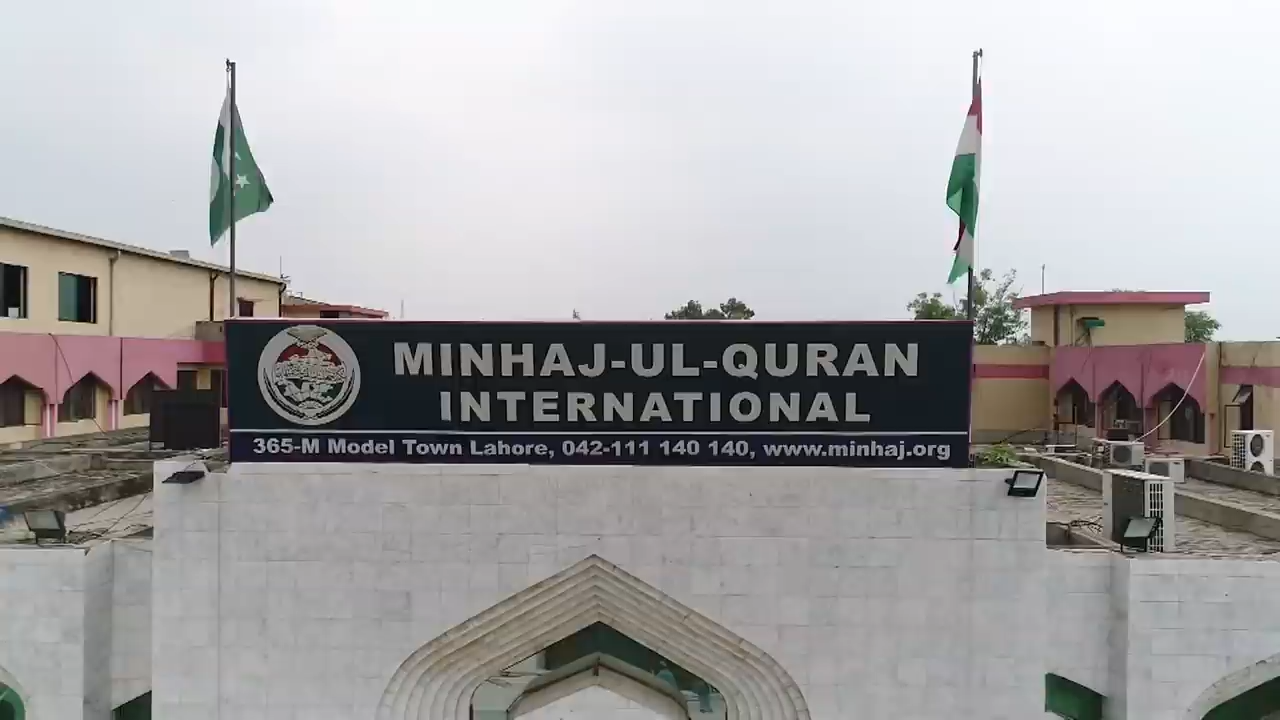 MINHAJ-UL-QURAN
INTERNATIONAL
365-M Model Town Lahore, 042-111 140 140, www.minhaj.org